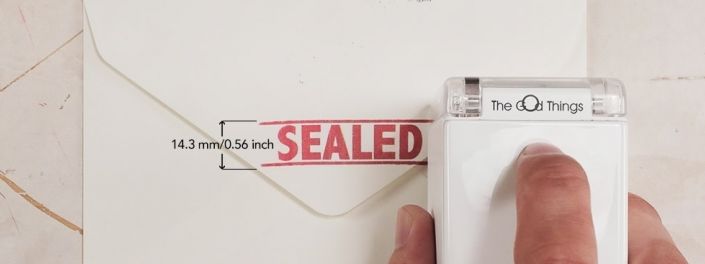 The Good Things
14.3 mm/0.56 inch
SEALED